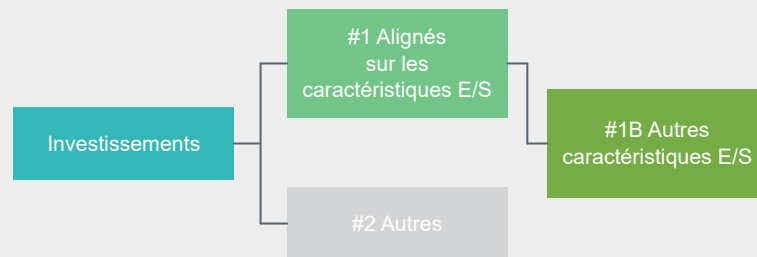 #1 Alignés
sur les
caractéristiques E/S
Investissements
#1B Autres
caractéristiques E/S
#2 Autres